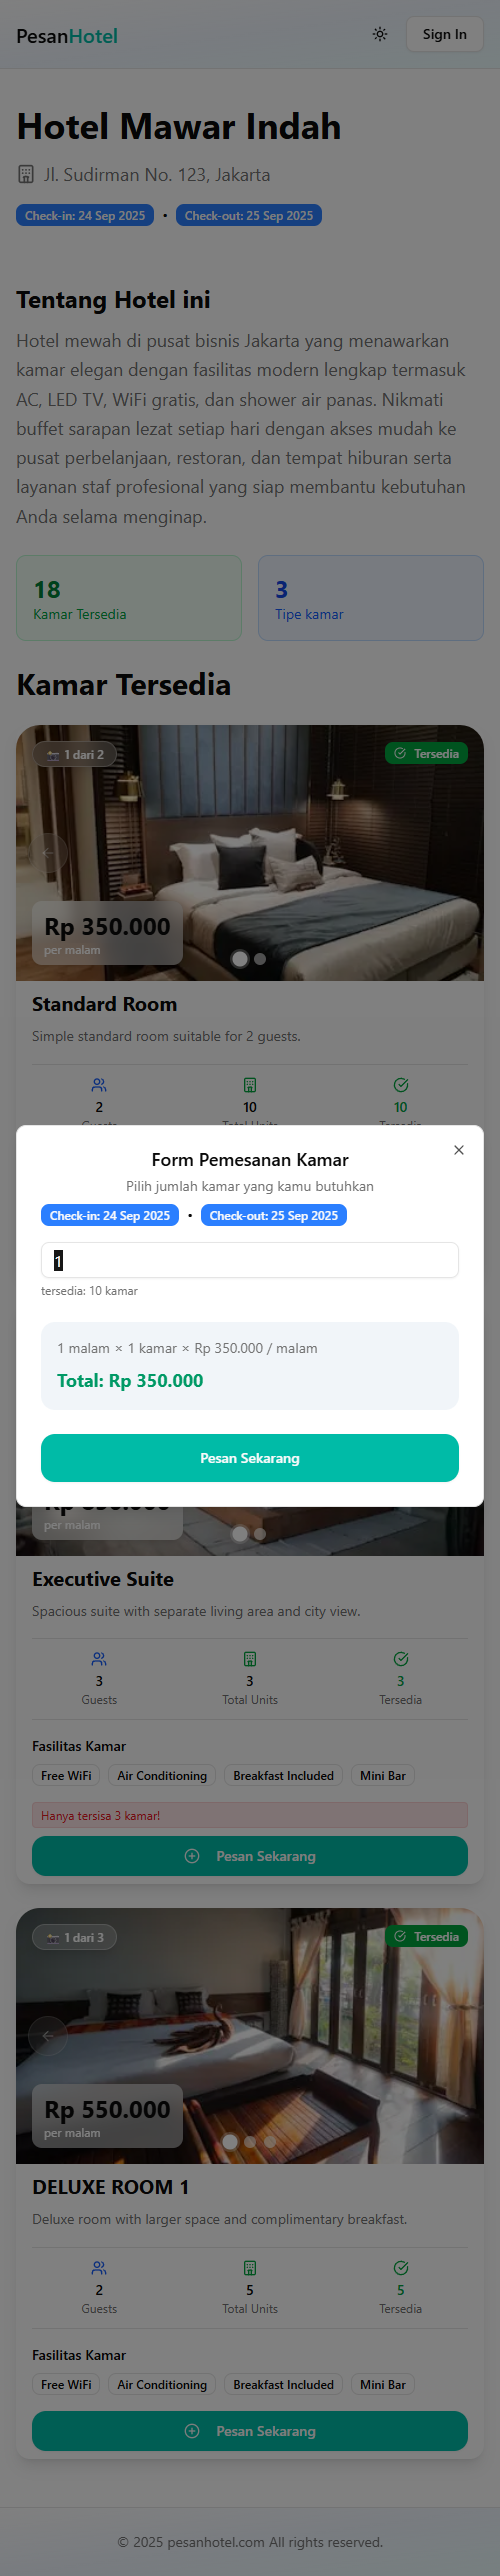 PesanHotel
Sign In
Hotel Mawar Indah
Jl. Sudirman No. 123, Jakarta
Check-in: 24 Sep 2025 • Check-out: 25 Sep 2025
Tentang Hotel ini
Hotel mewah di pusat bisnis Jakarta yang menawarkan
kamar elegan dengan fasilitas modern lengkap termasuk
AC, LED TV, WiFi gratis, dan shower air panas. Nikmati
buffet sarapan lezat setiap hari dengan akses mudah ke
pusat perbelanjaan, restoran, dan tempat hiburan serta
layanan staf profesional yang siap membantu kebutuhan
Anda selama menginap.
18
Kamar Tersedia
3
Tipe kamar
Kamar Tersedia
1 dari 2
Tersedia
Rp 350.000
per malam
Standard Room
Simple standard room suitable for 2 guests.
2
10
10
Guests
Total Units
Tersedia
Form Pemesanan Kamar
Pilih jumlah kamar yang kamu butuhkan
Check-in: 24 Sep 2025 • Check-out: 25 Sep 2025
1
tersedia: 10 kamar
1 malam × 1 kamar × Rp 350.000 / malam
Total: Rp 350.000
Pesan Sekarang
per malam
Executive Suite
Spacious suite with separate living area and city view.
3
3
3
Guests
Total Units
Tersedia
Fasilitas Kamar
Free WiFi
Air Conditioning
Breakfast Included
Mini Bar
Hanya tersisa 3 kamar!
Pesan Sekarang
1 dari 3
Tersedia
Rp 550.000
per malam
DELUXE ROOM 1
Deluxe room with larger space and complimentary breakfast.
2
5
5
Guests
Total Units
Tersedia
Fasilitas Kamar
Free WiFi
Air Conditioning
Breakfast Included
Mini Bar
Pesan Sekarang
© 2025 pesanhotel.com All rights reserved.